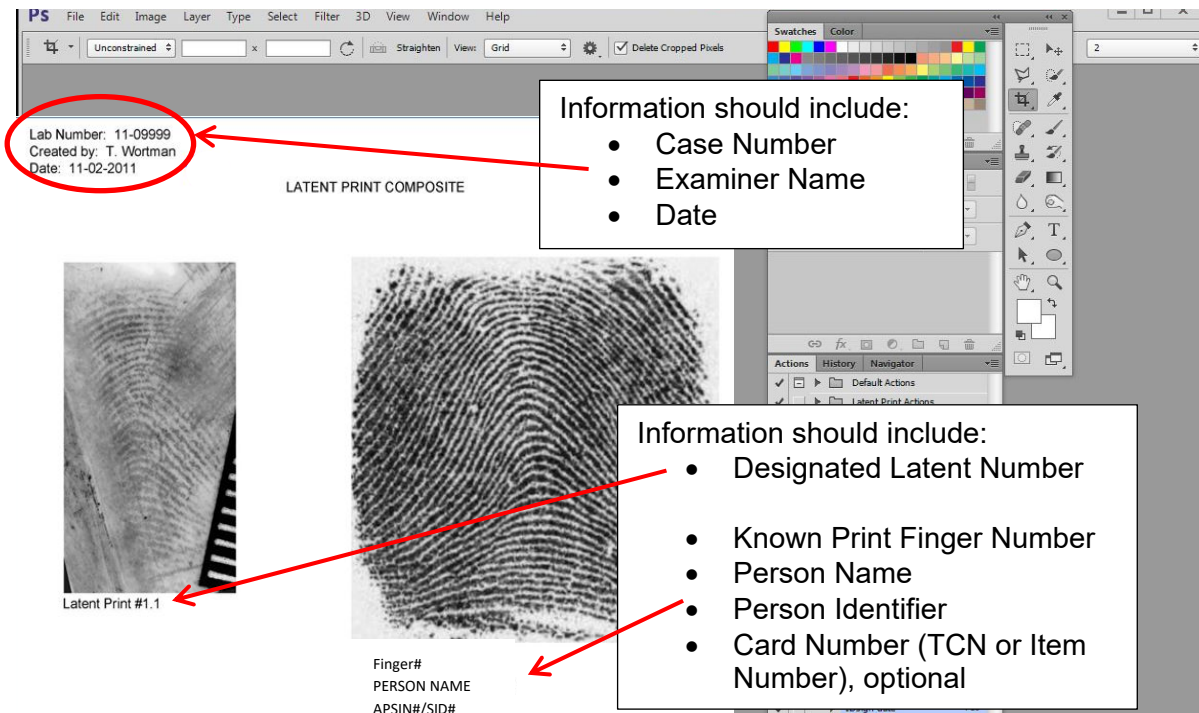 PS File Edit Image Layer Type Select Filter 3D View Window Help
Unconstrained x Straighten View: Grid Delete Cropped Pixels 2
Swatches Color
Lab Number: 11-09999
Created by: T. Wortman
Date: 11-02-2011
LATENT PRINT COMPOSITE
Information should include:
• Case Number
• Examiner Name
• Date
Actions History Navigator
Default Actions
Latent Print Actions
Information should include:
• Designated Latent Number
• Known Print Finger Number
• Person Name
• Person Identifier
• Card Number (TCN or Item
Number), optional
Latent Print #1.1
Finger#
PERSON NAME
APSIN#/SID#